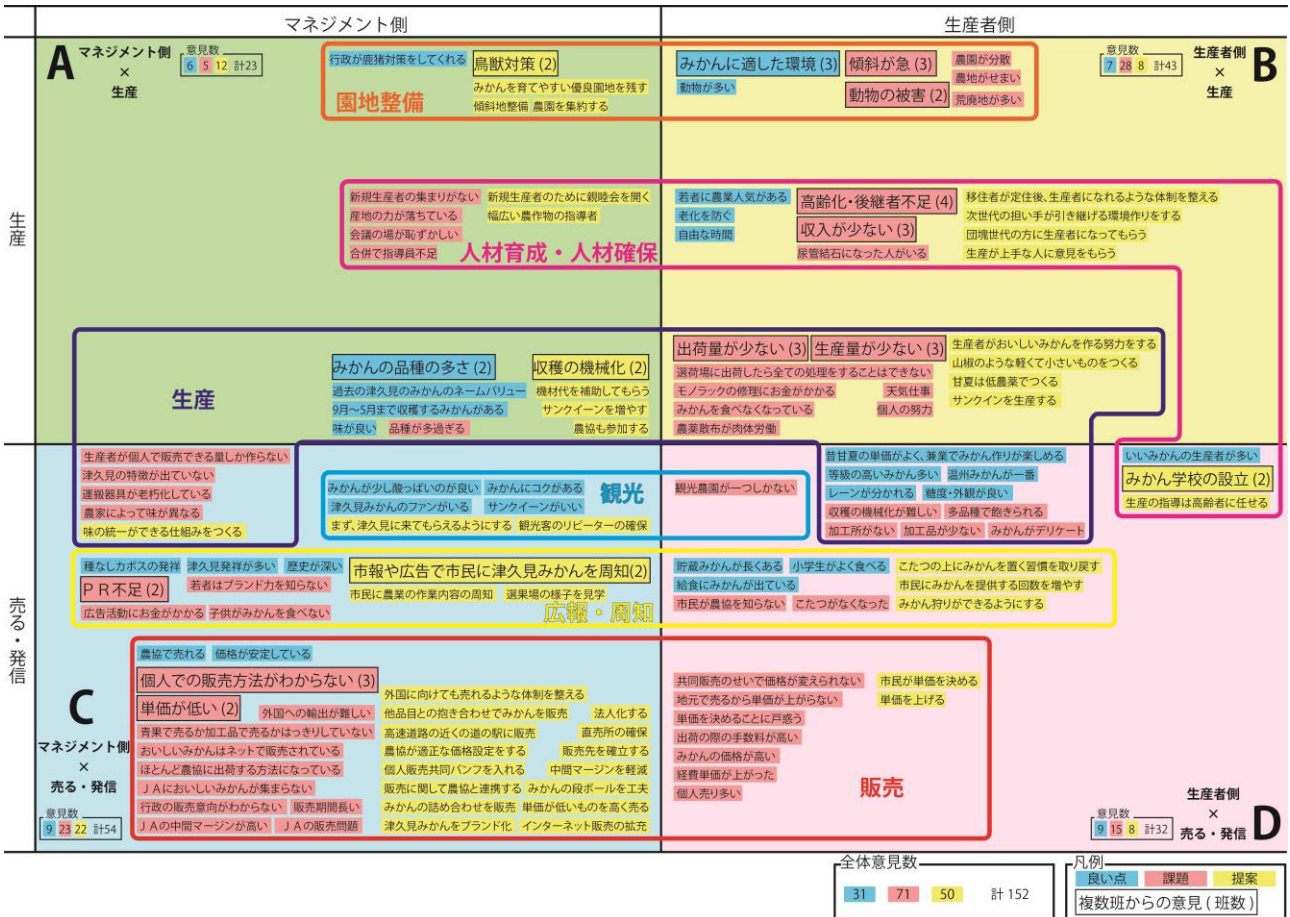 マネジメント側
生産者側
生産
売る・発信
A
マネジメント側
×
生産
意見数
6 5 12 計23
行政が鹿猪対策をしてくれる
鳥獣対策 (2)
みかんを育てやすい優良園地を残す
傾斜地整備 農園を集約する
園地整備
みかんに適した環境 (3)
動物が多い
傾斜が急 (3)
動物の被害 (2)
農園が分散
農地がせまい
荒廃地が多い
意見数
7 28 8 計43
生産者側
×
生産
B
新規生産者の集まりがない
産地の力が落ちている
会議の場が恥ずかしい
合併で指導員不足
新規生産者のために親睦会を開く
幅広い農作物の指導者
人材育成・人材確保
若者に農業人気がある
老化を防ぐ
自由な時間
高齢化・後継者不足 (4)
収入が少ない (3)
尿管結石になった人がいる
移住者が定住後、生産者になれるような体制を整える
次世代の担い手が引き継げる環境作りをする
団塊世代の方に生産者になってもらう
生産が上手な人に意見をもらう
生産
みかんの品種の多さ (2)
過去の津久見のみかんのネームバリュー
9月〜5月まで収穫するみかんがある
味が良い
品種が多過ぎる
収穫の機械化 (2)
機材代を補助してもらう
サンクイーンを増やす
農協も参加する
出荷量が少ない (3)
生産量が少ない (3)
選荷場に出荷したら全ての処理をすることはできない
モノラックの修理にお金がかかる
天気仕事
みかんを食べなくなっている
個人の努力
農薬散布が肉体労働
生産者がおいしいみかんを作る努力をする
山椒のような軽くて小さいものをつくる
甘夏は低農薬でつくる
サンクインを生産する
生産者が個人で販売できる量しか作らない
津久見の特徴が出ていない
運搬器具が老朽化している
農家によって味が異なる
味の統一ができる仕組みをつくる
みかんが少し酸っぱいのが良い
みかんにコクがある
津久見みかんのファンがいる
サンクイーンがいい
まず、津久見に来てもらえるようにする
観光客のリピーターの確保
観光
観光農園が一つしかない
昔甘夏の単価がよく、兼業でみかん作りが楽しめる
等級の高いみかん多い
温州みかんが一番
レーンが分かれる
糖度・外観が良い
収穫の機械化が難しい
多品種で飽きられる
加工所がない
加工品が少ない
みかんがデリケート
いいみかんの生産者が多い
みかん学校の設立 (2)
生産の指導は高齢者に任せる
種なしカボスの発祥
津久見発祥が多い
歴史が深い
PR不足 (2)
若者はブランド力を知らない
広告活動にお金がかかる
子供がみかんを食べない
市報や広告で市民に津久見みかんを周知(2)
市民に農業の作業内容の周知
選果場の様子を見学
広報・周知
貯蔵みかんが長くある
小学生がよく食べる
給食にみかんが出ている
市民が農協を知らない
こたつがなくなった
こたつの上にみかんを置く習慣を取り戻す
市民にみかんを提供する回数を増やす
みかん狩りができるようにする
農協で売れる
価格が安定している
個人での販売方法がわからない (3)
単価が低い (2)
外国への輸出が難しい
青果で売るか加工品で売るかはっきりしていない
おいしいみかんはネットで販売されている
ほとんど農協に出荷する方法になっている
JAにおいしいみかんが集まらない
行政の販売意向がわからない
販売期間長い
JAの中間マージンが高い
JAの販売問題
外国に向けても売れるような体制を整える
他品目との抱き合わせでみかんを販売
法人化する
高速道路の近くの道の駅に販売
直売所の確保
農協が適正な価格設定をする
販売先を確立する
個人販売共同パンフを入れる
中間マージンを軽減
販売に関して農協と連携する
みかんの段ボールを工夫
みかんの詰め合わせを販売
単価が低いものを高く売る
津久見みかんをブランド化
インターネット販売の拡充
共同販売のせいで価格が変えられない
地元で売るから単価が上がらない
単価を決めることに戸惑う
出荷の際の手数料が高い
みかんの価格が高い
経費単価が上がった
個人売り多い
市民が単価を決める
単価を上げる
販売
C
マネジメント側
×
売る・発信
意見数
9 23 22 計54
生産者側
×
売る・発信
D
意見数
9 15 8 計32
全体意見数
31 71 50 計 152
凡例
良い点 課題 提案
複数班からの意見 ( 班数 )